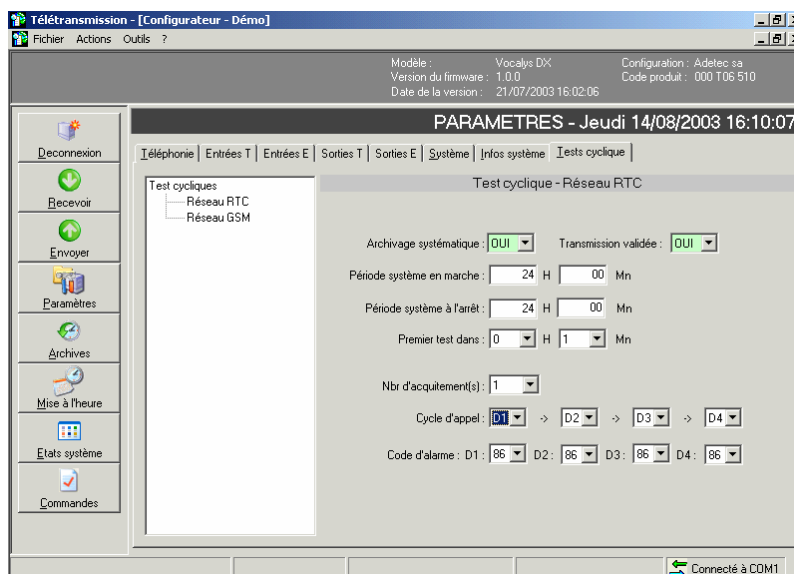 Télétransmission - [Configurateur - Démo]
Fichier Actions Outils ?
Modèle : Vocalys DX Configuration : Adetec sa
Version du firmware : 1.0.0 Code produit : 000 T06 510
Date de la version : 21/07/2003 16:02:06
PARAMETRES - Jeudi 14/08/2003 16:10:07
Deconnexion
Recevoir
Envoyer
Paramètres
Archives
Mise à l'heure
Etats système
Commandes
Téléphonie Entrées T Entrées E Sorties T Sorties E Système Infos système Tests cyclique
Test cycliques
Réseau RTC
Réseau GSM
Test cyclique - Réseau RTC
Archivage systématique : OUI Transmission validée : OUI
Période système en marche : 24 H 00 Mn
Période système à l'arrêt : 24 H 00 Mn
Premier test dans : 0 H 1 Mn
Nbr d'acquitement(s) : 1
Cycle d'appel : D1 -> D2 -> D3 -> D4
Code d'alarme : D1 : 86 D2 : 86 D3 : 86 D4 : 86
Connecté à COM1